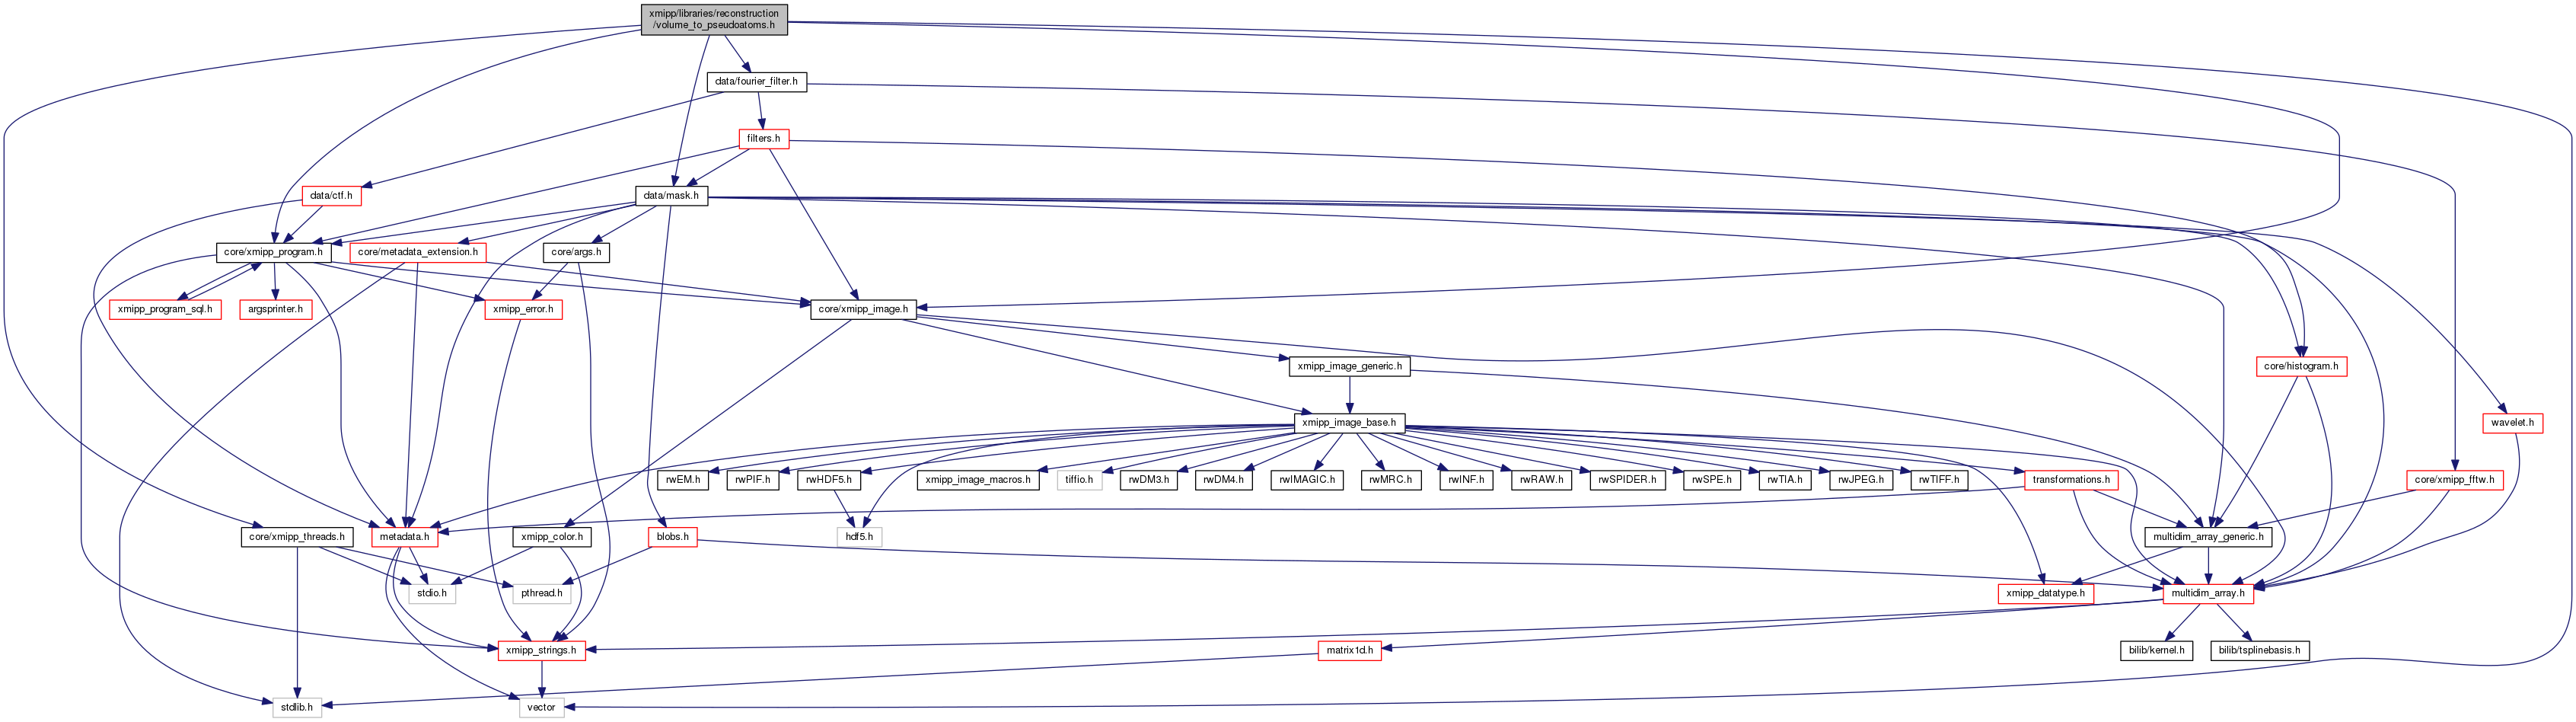 xmipp/libraries/reconstruction
/volume_to_pseudoatoms.h
data/fourier_filter.h
filters.h
data/ctf.h
data/mask.h
core/xmipp_program.h
core/metadata_extension.h
core/args.h
xmipp_program_sql.h
argsprinter.h
xmipp_error.h
core/xmipp_image.h
xmipp_image_generic.h
core/histogram.h
xmipp_image_base.h
wavelet.h
rwEM.h
rwPIF.h
rwHDF5.h
xmipp_image_macros.h
tiffio.h
rwDM3.h
rwDM4.h
rwIMAGIC.h
rwMRC.h
rwINF.h
rwRAW.h
rwSPIDER.h
rwSPE.h
rwTIA.h
rwJPEG.h
rwTIFF.h
transformations.h
core/xmipp_fftw.h
core/xmipp_threads.h
metadata.h
xmipp_color.h
blobs.h
hdf5.h
multidim_array_generic.h
stdio.h
pthread.h
xmipp_datatype.h
multidim_array.h
xmipp_strings.h
matrix1d.h
bilib/kernel.h
bilib/tsplinebasis.h
stdlib.h
vector